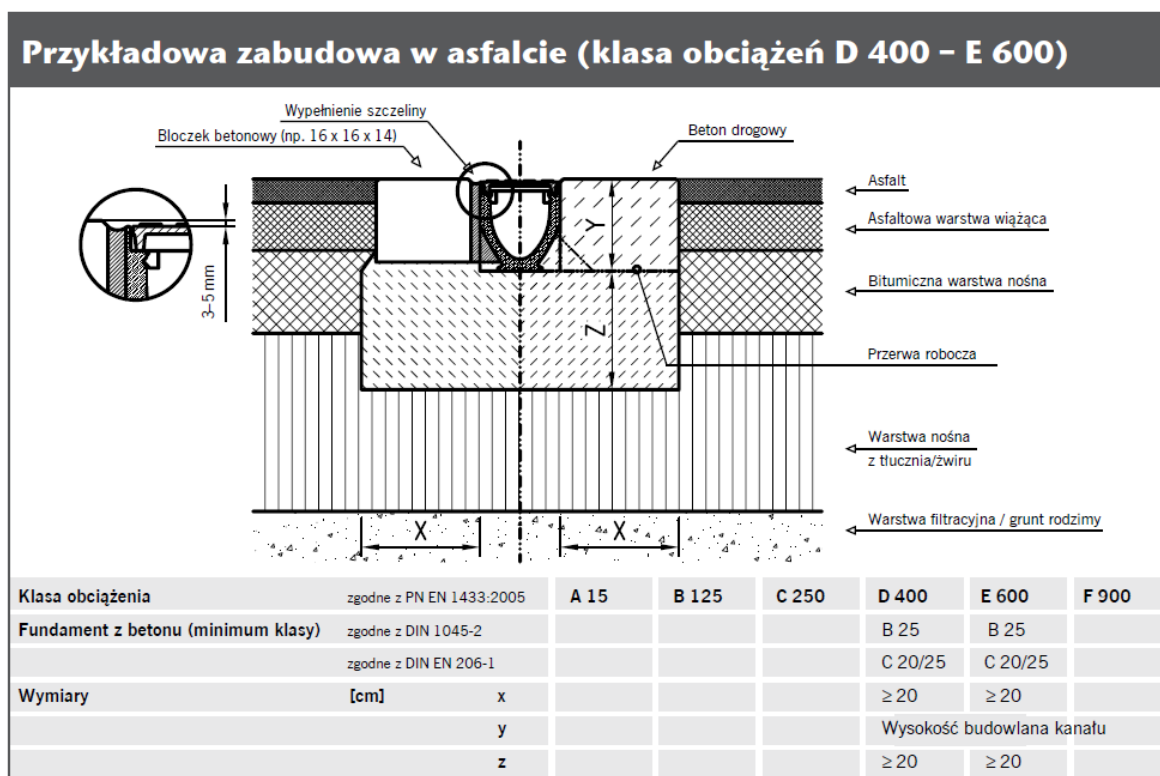 Przykładowa zabudowa w asfalcie (klasa obciążeń D 400 – E 600)
Wypełnienie szczeliny
Bloczek betonowy (np. 16 x 16 x 14)
Beton drogowy
Asfalt
Asfaltowa warstwa wiążąca
Bitumiczna warstwa nośna
Przerwa robocza
Warstwa nośna
z tłucznia/żwiru
Warstwa filtracyjna / grunt rodzimy
3–5 mm
Y
Z
X X
Klasa obciążenia zgodne z PN EN 1433:2005 A 15 B 125 C 250 D 400 E 600 F 900
Fundament z betonu (minimum klasy) zgodne z DIN 1045-2 B 25 B 25
zgodne z DIN EN 206-1 C 20/25 C 20/25
Wymiary [cm] x ≥ 20 ≥ 20
y Wysokość budowlana kanału
z ≥ 20 ≥ 20